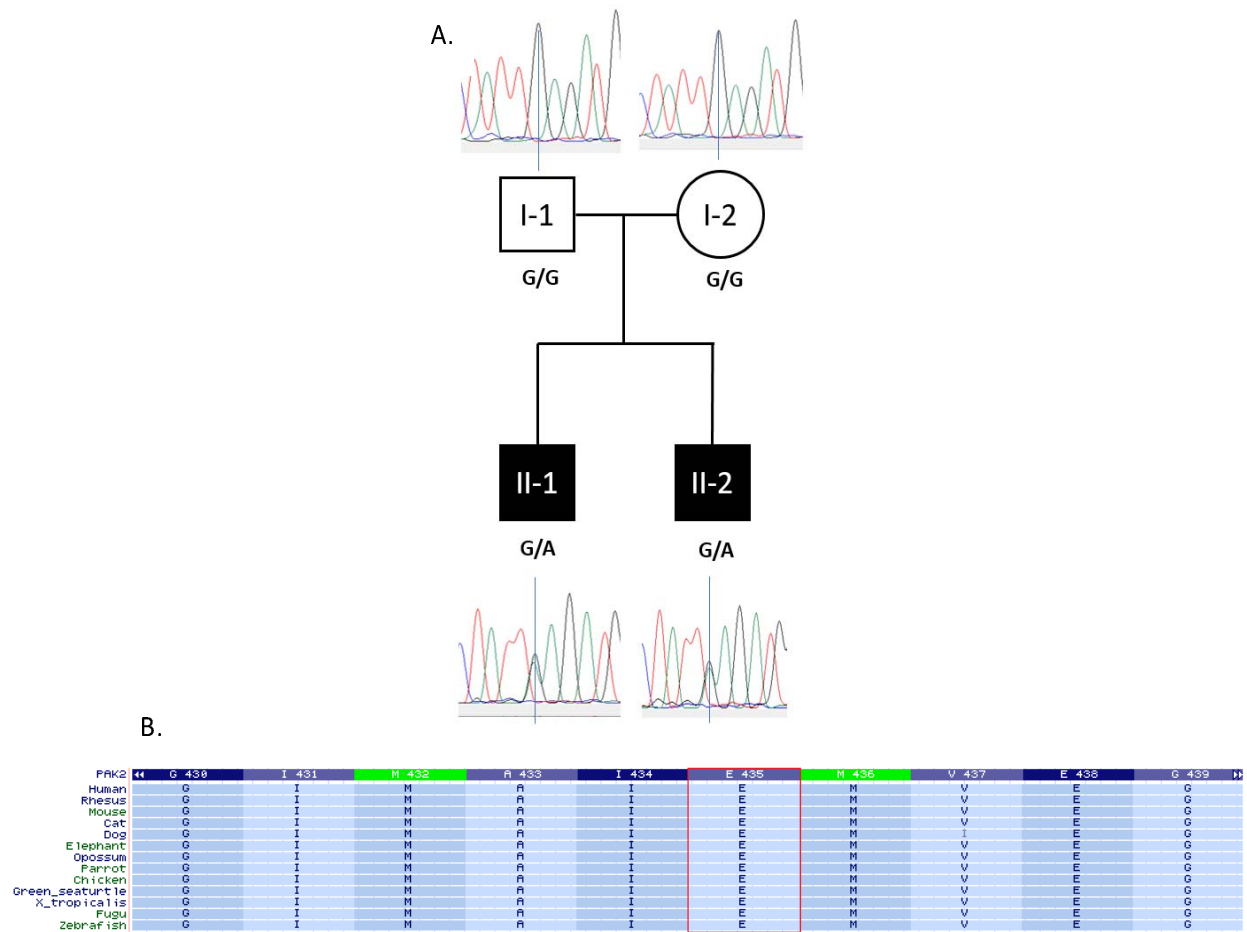 A.
I-1 I-2
G/G G/G
II-1 II-2
G/A G/A
B.
PAK2 G 430 I 431 M 432 A 433 I 434 E 435 M 436 V 437 E 438 G 439
Human G I M A I E M V E G
Rhesus G I M A I E M V E G
Mouse G I M A I E M V E G
Cat G I M A I E M V E G
Dog G I M A I E M I E G
Elephant G I M A I E M V E G
Opossum G I M A I E M V E G
Parrot G I M A I E M V E G
Chicken G I M A I E M V E G
Green_seaturtle G I M A I E M V E G
X_tropicalis G I M A I E M V E G
Fugu G I M A I E M V E G
Zebrafish G I M A I E M V E G